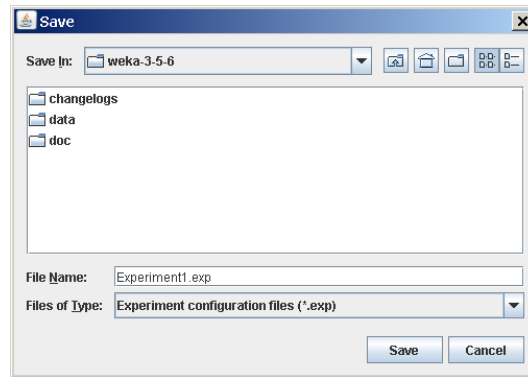 Save
Save In: weka-3-5-6
changelogs
data
doc
File Name: Experiment1.exp
Files of Type: Experiment configuration files (*.exp)
Save Cancel